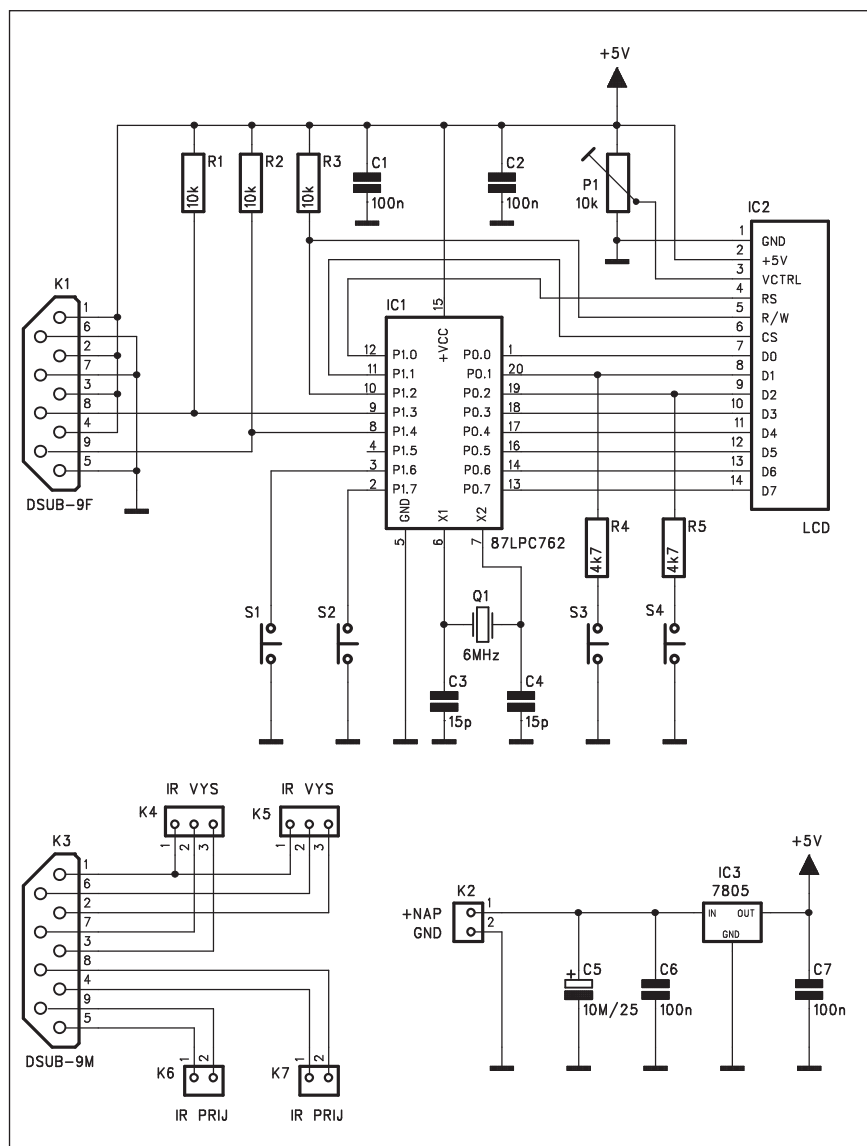 +5V
R1
10k
R2
10k
R3
10k
C1
100n
C2
100n
P1
10k
IC2
1 GND
2 +5V
3 VCTRL
4 RS
5 R/W
6 CS
7 D0
8 D1
9 D2
10 D3
11 D4
12 D5
13 D6
14 D7
LCD
K1
1
6
2
7
3
8
4
9
5
DSUB-9F
IC1
15
+VCC
12 P1.0 P0.0 1
11 P1.1 P0.1 20
10 P1.2 P0.2 19
9 P1.3 P0.3 18
8 P1.4 P0.4 17
4 P1.5 P0.5 16
3 P1.6 P0.6 14
2 P1.7 P0.7 13
GND X1 X2
5 6 7
87LPC762
R4
4k7
R5
4k7
S1
S2
Q1
6MHz
S3
S4
C3
15p
C4
15p
IR VYS
K4
1 2 3
K5
1 2 3
K3
1
6
2
7
3
8
4
9
5
DSUB-9M
K6
1 2
IR PRIJ
K7
1 2
IR PRIJ
+5V
K2
+NAP 1
GND 2
IC3
7805
IN OUT
GND
+
C5
10M/25
C6
100n
C7
100n